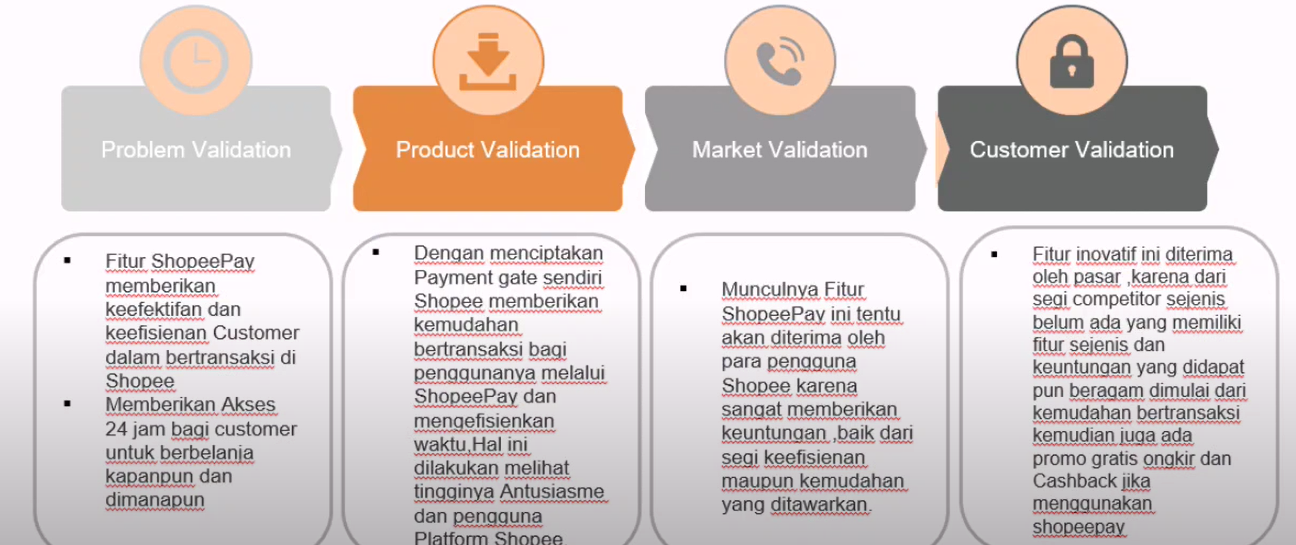 Problem Validation
Product Validation
Market Validation
Customer Validation
Fitur ShopeePay
memberikan
keefektifan dan
keefisienan Customer
dalam bertransaksi di
Shopee
Memberikan Akses
24 jam bagi customer
untuk berbelanja
kapanpun dan
dimanapun
Dengan menciptakan
Payment gate sendiri
Shopee memberikan
kemudahan
bertransaksi bagi
penggunanya melalui
ShopeePay dan
mengefisienkan
waktu,Hal ini
dilakukan melihat
tingginya Antusiasme
dan pengguna
Platform Shopee
Munculnya Fitur
ShopeePay ini tentu
akan diterima oleh
para pengguna
Shopee karena
sangat memberikan
keuntungan ,baik dari
segi keefisienan
maupun kemudahan
yang ditawarkan.
Fitur inovatif ini diterima
oleh pasar ,karena dari
segi competitor sejenis
belum ada yang memiliki
fitur sejenis dan
keuntungan yang didapat
pun beragam dimulai dari
kemudahan bertransaksi
kemudian juga ada
promo gratis ongkir dan
Cashback jika
menggunakan
shopeepay